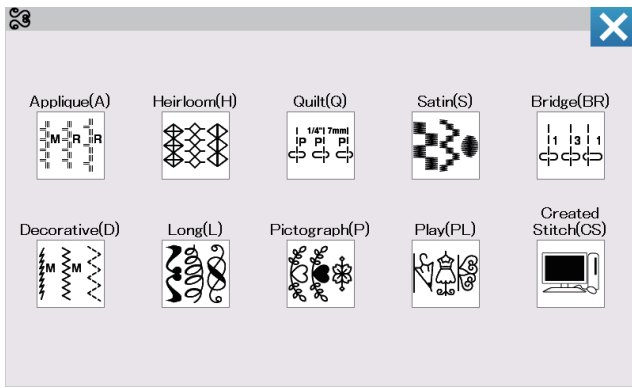 Applique(A)
Heirloom(H)
Quilt(Q)
Satin(S)
Bridge(BR)
M R R
1/4" 7mm
P P P
1 3 1
Decorative(D)
Long(L)
Pictograph(P)
Play(PL)
Created
Stitch(CS)
M M